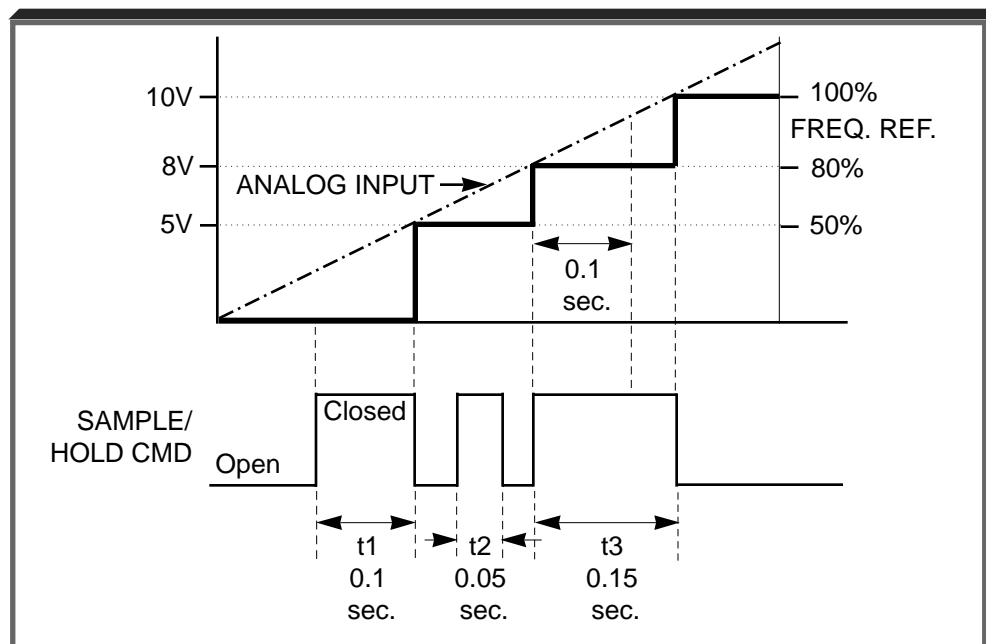 10V
100%
FREQ. REF.
8V
80%
ANALOG INPUT
5V
50%
0.1
sec.
SAMPLE/
HOLD CMD
Closed
Open
t1
0.1
sec.
t2
0.05
sec.
t3
0.15
sec.